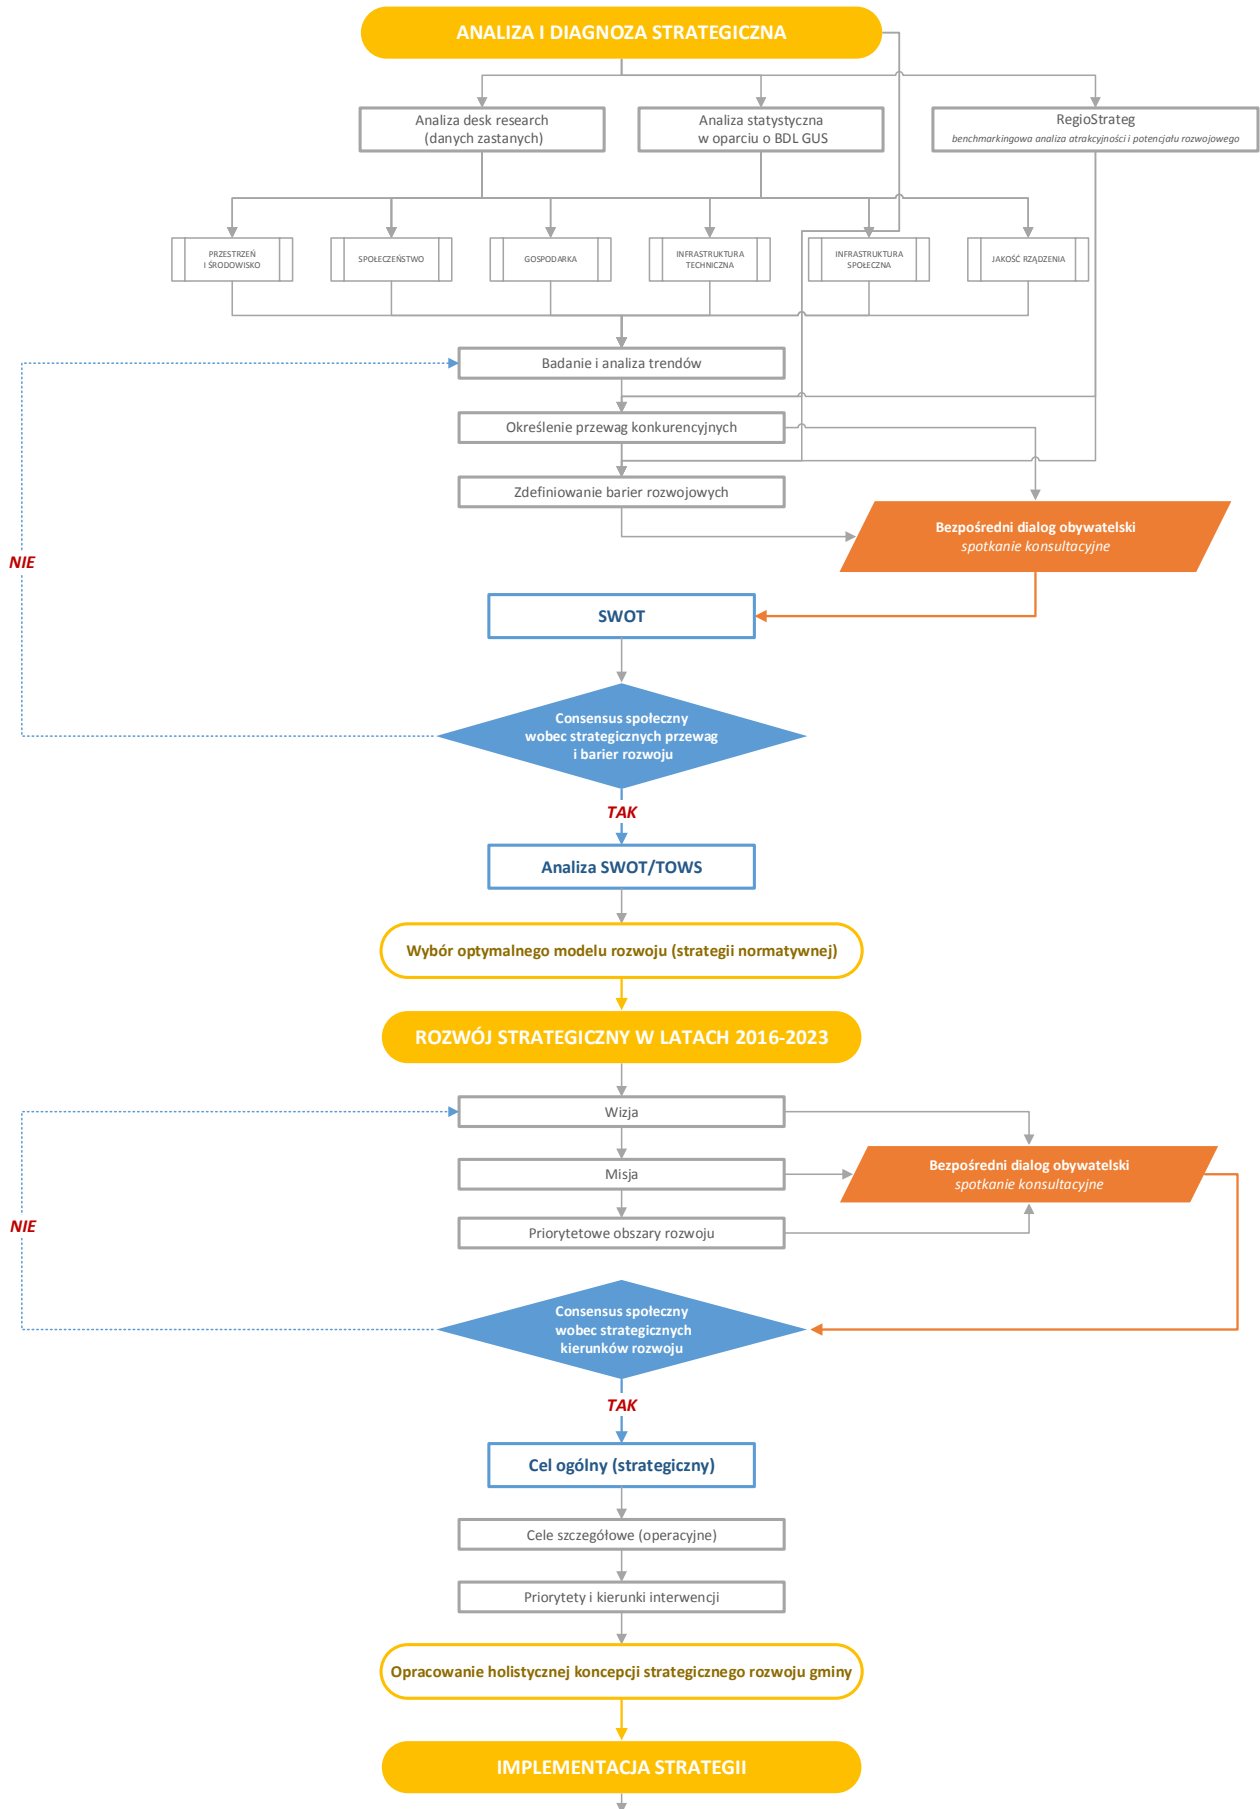 ANALIZA I DIAGNOZA STRATEGICZNA
Analiza desk research
(danych zastanych)
Analiza statystyczna
w oparciu o BDL GUS
RegioStrateg
benchmarkingowa analiza atrakcyjności i potencjału rozwojowego
PRZESTRZEŃ
I ŚRODOWISKO
SPOŁECZEŃSTWO
GOSPODARKA
INFRASTRUKTURA
TECHNICZNA
INFRASTRUKTURA
SPOŁECZNA
JAKOŚĆ RZĄDZENIA
Badanie i analiza trendów
Określenie przewag konkurencyjnych
Zdefiniowanie barier rozwojowych
Bezpośredni dialog obywatelski
spotkanie konsultacyjne
NIE
SWOT
Consensus społeczny
wobec strategicznych przewag
i barier rozwoju
TAK
Analiza SWOT/TOWS
Wybór optymalnego modelu rozwoju (strategii normatywnej)
ROZWÓJ STRATEGICZNY W LATACH 2016-2023
Wizja
Misja
Bezpośredni dialog obywatelski
spotkanie konsultacyjne
Priorytetowe obszary rozwoju
NIE
Consensus społeczny
wobec strategicznych
kierunków rozwoju
TAK
Cel ogólny (strategiczny)
Cele szczegółowe (operacyjne)
Priorytety i kierunki interwencji
Opracowanie holistycznej koncepcji strategicznego rozwoju gminy
IMPLEMENTACJA STRATEGII